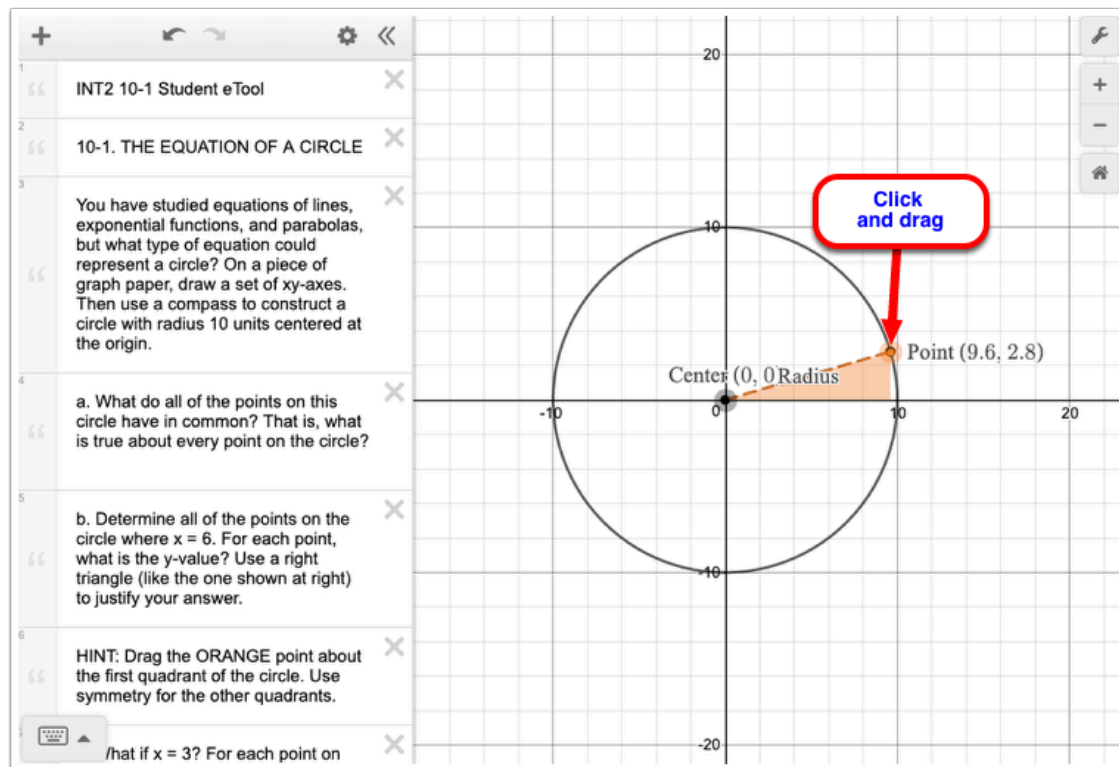 1
INT2 10-1 Student eTool
2
10-1. THE EQUATION OF A CIRCLE
3
You have studied equations of lines,
exponential functions, and parabolas,
but what type of equation could
represent a circle? On a piece of
graph paper, draw a set of xy-axes.
Then use a compass to construct a
circle with radius 10 units centered at
the origin.
4
a. What do all of the points on this
circle have in common? That is, what
is true about every point on the circle?
5
b. Determine all of the points on the
circle where x = 6. For each point,
what is the y-value? Use a right
triangle (like the one shown at right)
to justify your answer.
6
HINT: Drag the ORANGE point about
the first quadrant of the circle. Use
symmetry for the other quadrants.
hat if x = 3? For each point on
20
10
Click
and drag
Point (9.6, 2.8)
Center (0, 0
Radius
-10
0
10
20
-10
-20